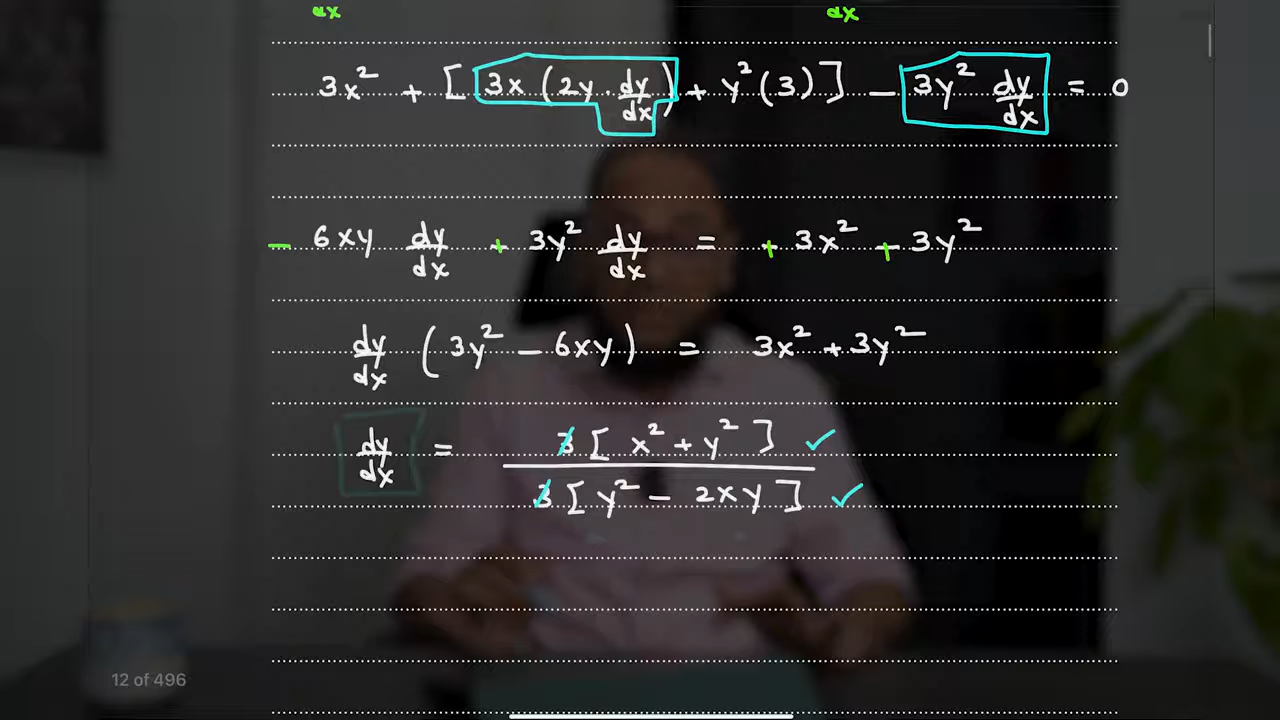 dx dx
3x² + [ 3x ( 2y · dy/dx ) + y² (3) ] − 3y² dy/dx = 0
− 6xy dy/dx + 3y² dy/dx = + 3x² + 3y²
dy/dx ( 3y² − 6xy ) = 3x² + 3y²
dy/dx = 3 [ x² + y² ] ✓ / 3 [ y² − 2xy ] ✓
12 of 496